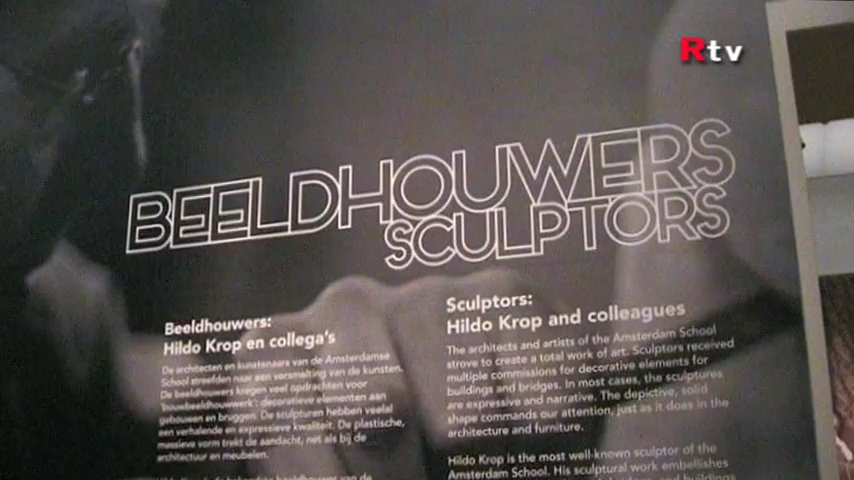 Rtv
BEELDHOUWERS
SCULPTORS
Beeldhouwers:
Hildo Krop en collega's
De architecten en kunstenaars van de Amsterdamse
School streefden naar een versmelting van de kunsten.
De beeldhouwers kregen veel opdrachten voor
'bouwbeeldhouwwerk': decoratieve elementen aan
gebouwen en bruggen. De sculpturen hebben veelal
een verhalende en expressieve kwaliteit. De plastische,
massieve vorm trekt de aandacht, net als bij de
architectuur en meubelen.
Sculptors:
Hildo Krop and colleagues
The architects and artists of the Amsterdam School
strove to create a total work of art. Sculptors received
multiple commissions for decorative elements for
buildings and bridges. In most cases, the sculptures
are expressive and narrative. The depictive, solid
shape commands our attention, just as it does in the
architecture and furniture.
Hildo Krop is the most well-known sculptor of the
Amsterdam School. His sculptural work embellishes